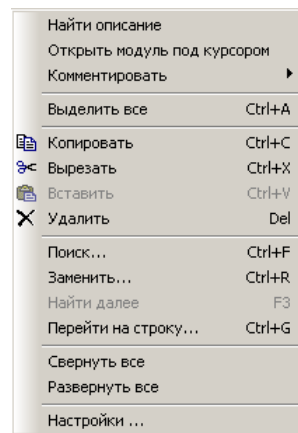 Найти описание
Открыть модуль под курсором
Комментировать
Выделить все Ctrl+A
Копировать Ctrl+C
Вырезать Ctrl+X
Вставить Ctrl+V
Удалить Del
Поиск... Ctrl+F
Заменить... Ctrl+R
Найти далее F3
Перейти на строку... Ctrl+G
Свернуть все
Развернуть все
Настройки ...